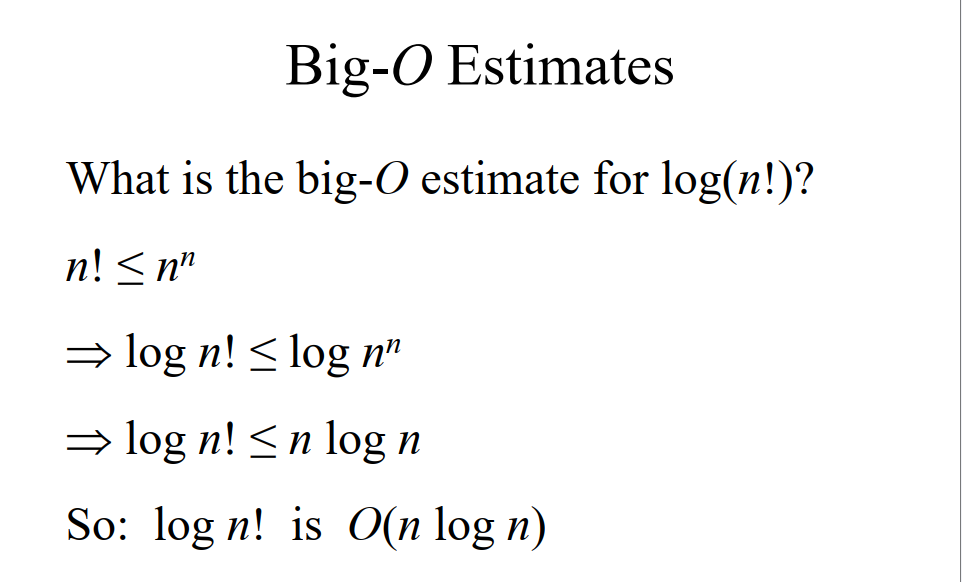 Big-O Estimates
What is the big-O estimate for log(n!)?
n! ≤ nⁿ
⇒ log n! ≤ log nⁿ
⇒ log n! ≤ n log n
So: log n! is O(n log n)